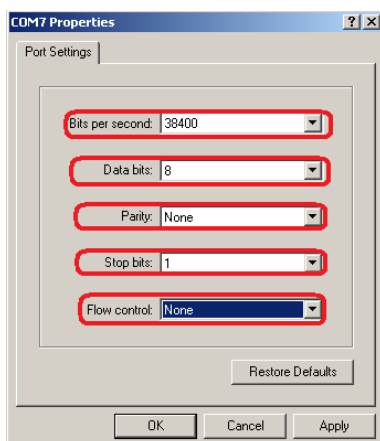 COM7 Properties
Port Settings
Bits per second: 38400
Data bits: 8
Parity: None
Stop bits: 1
Flow control: None
Restore Defaults
OK Cancel Apply